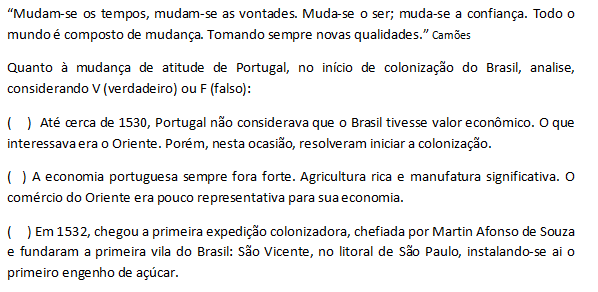 “Mudam-se os tempos, mudam-se as vontades. Muda-se o ser; muda-se a confiança. Todo o
mundo é composto de mudança. Tomando sempre novas qualidades.” Camões
Quanto à mudança de atitude de Portugal, no início de colonização do Brasil, analise,
considerando V (verdadeiro) ou F (falso):
(    )  Até cerca de 1530, Portugal não considerava que o Brasil tivesse valor econômico. O que
interessava era o Oriente. Porém, nesta ocasião, resolveram iniciar a colonização.
(   ) A economia portuguesa sempre fora forte. Agricultura rica e manufatura significativa. O
comércio do Oriente era pouco representativa para sua economia.
(    ) Em 1532, chegou a primeira expedição colonizadora, chefiada por Martin Afonso de Souza
e fundaram a primeira vila do Brasil: São Vicente, no litoral de São Paulo, instalando-se ai o
primeiro engenho de açúcar.